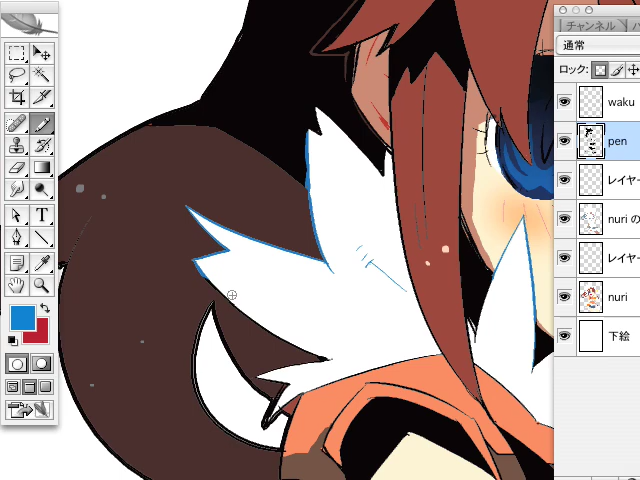 チャンネル
通常
ロック:
waku
pen
レイヤー
nuri の
レイヤー
nuri
下絵
T